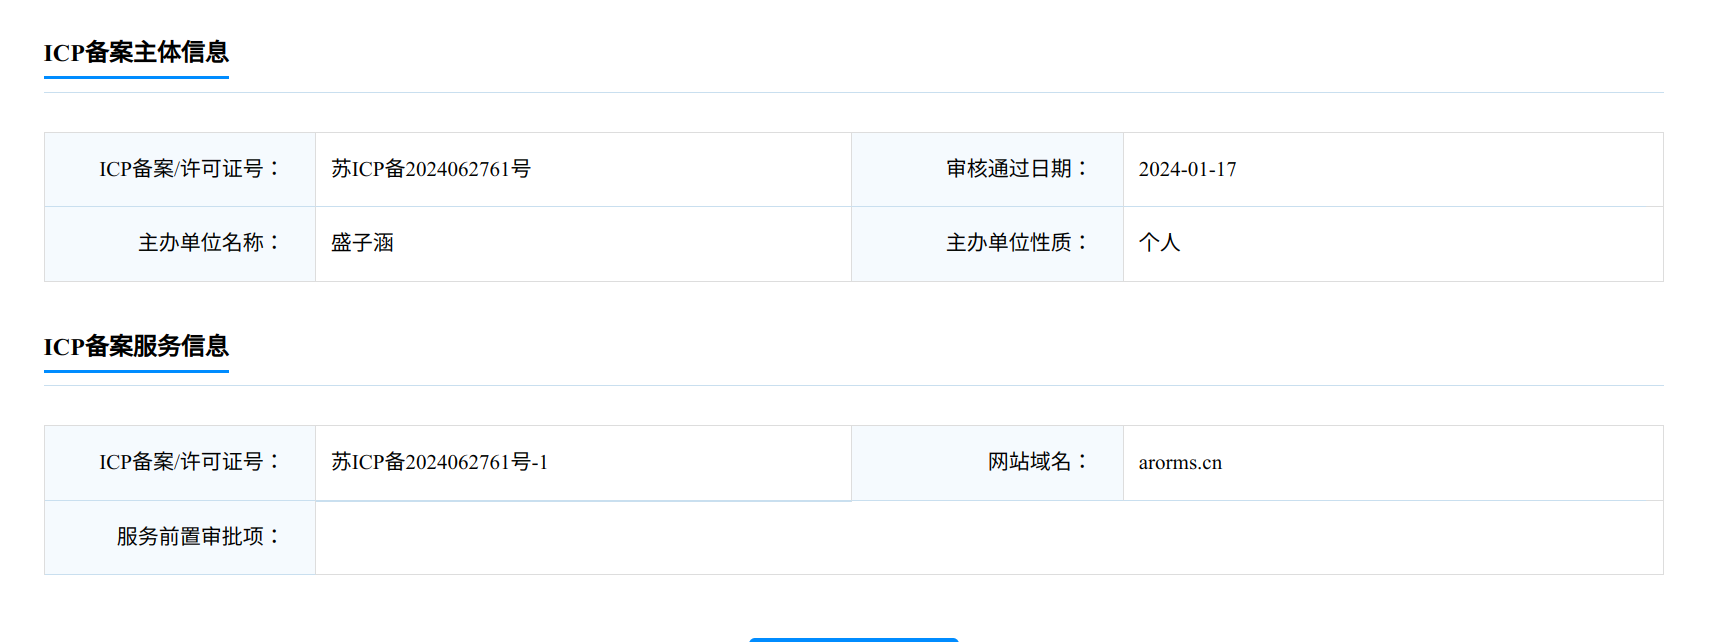 ICP备案主体信息
ICP备案/许可证号： 苏ICP备2024062761号 审核通过日期： 2024-01-17
主办单位名称： 盛子涵 主办单位性质： 个人
ICP备案服务信息
ICP备案/许可证号： 苏ICP备2024062761号-1 网站域名： arorms.cn
服务前置审批项：